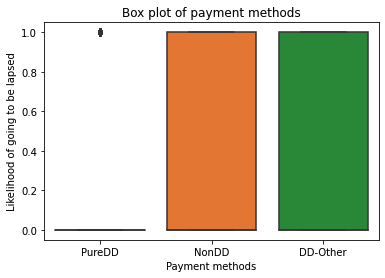 Box plot of payment methods
Likelihood of going to be lapsed
1.0
0.8
0.6
0.4
0.2
0.0
PureDD NonDD DD-Other
Payment methods